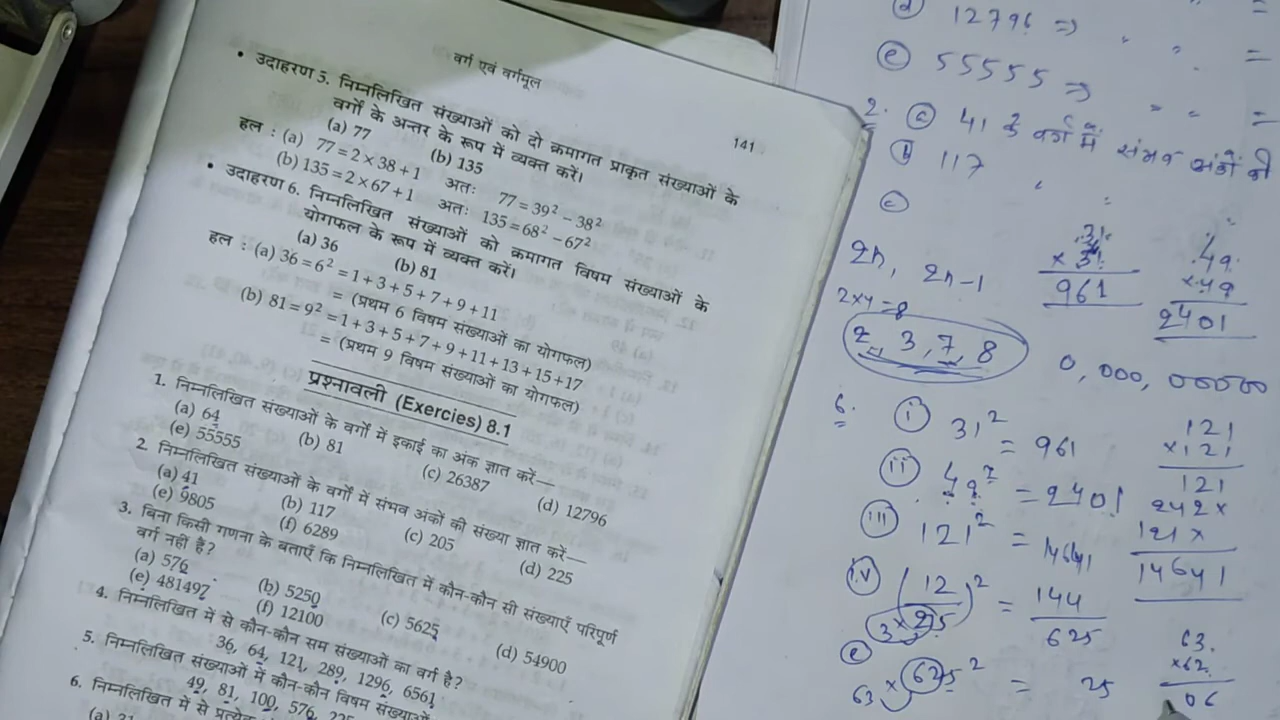 वर्ग एवं वर्गमूल
141
• उदाहरण 5. निम्नलिखित संख्याओं को दो क्रमागत प्राकृत संख्याओं के
वर्गों के अन्तर के रूप में व्यक्त करें।
(a) 77 (b) 135
हल : (a) 77 = 2 × 38 + 1 अतः 77 = 39² – 38²
(b) 135 = 2 × 67 + 1 अतः 135 = 68² – 67²
• उदाहरण 6. निम्नलिखित संख्याओं को क्रमागत विषम संख्याओं के
योगफल के रूप में व्यक्त करें।
(a) 36 (b) 81
हल : (a) 36 = 6² = 1 + 3 + 5 + 7 + 9 + 11
= (प्रथम 6 विषम संख्याओं का योगफल)
(b) 81 = 9² = 1 + 3 + 5 + 7 + 9 + 11 + 13 + 15 + 17
= (प्रथम 9 विषम संख्याओं का योगफल)
प्रश्नावली (Exercies) 8.1
1. निम्नलिखित संख्याओं के वर्गों में इकाई का अंक ज्ञात करें—
(a) 64 (b) 81 (c) 26387 (d) 12796
(e) 55555
2. निम्नलिखित संख्याओं के वर्गों में संभव अंकों की संख्या ज्ञात करें—
(a) 41 (b) 117 (c) 205 (d) 225
(e) 9805 (f) 6289
3. बिना किसी गणना के बताएँ कि निम्नलिखित में कौन-कौन सी संख्याएँ परिपूर्ण
वर्ग नहीं है?
(a) 576 (b) 5250 (c) 5625 (d) 54900
(e) 481497 (f) 12100
4. निम्नलिखित में से कौन-कौन सम संख्याओं का वर्ग है?
36, 64, 121, 289, 1296, 6561
5. निम्नलिखित संख्याओं में कौन-कौन विषम संख्याओं
49, 81, 100, 576, 225
6. निम्नलिखित में से प्रत्येक
(a) 31
(d) 12796 ⇒ " " =
(e) 55555 ⇒ " " =
2. (a) 41 के वर्ग में संभव अंकों की
(b) 117 " "
(c)
2n, 2n-1
2×4=8
2, 3, 7, 8
31
× 31
961
49
× 49
2401
0, 000, 00000
6. (i) 31² = 961
(ii) 49² = 2401
(iii) 121² = 14641
(iv) (12/25)² = 144/625
3×2
(e) 625² = 25
63×62
121
×121
121
242×
121×
14641
63
×62
06